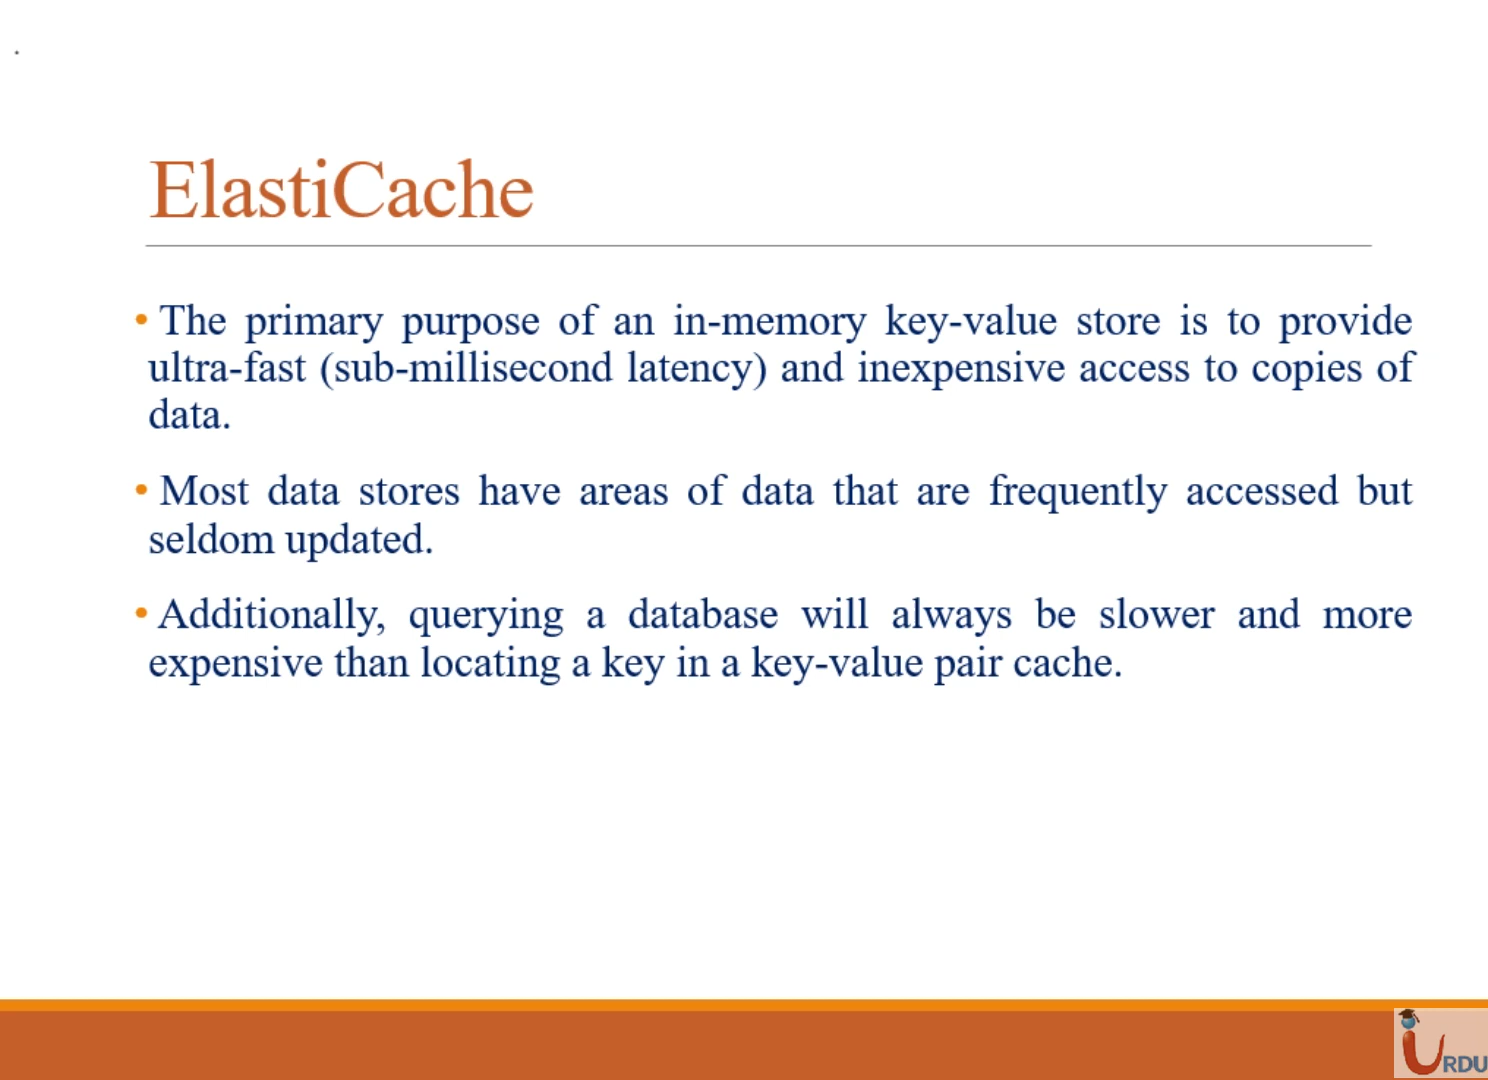 ElastiCache
• The primary purpose of an in-memory key-value store is to provide
ultra-fast (sub-millisecond latency) and inexpensive access to copies of
data.
• Most data stores have areas of data that are frequently accessed but
seldom updated.
• Additionally, querying a database will always be slower and more
expensive than locating a key in a key-value pair cache.
iURDU